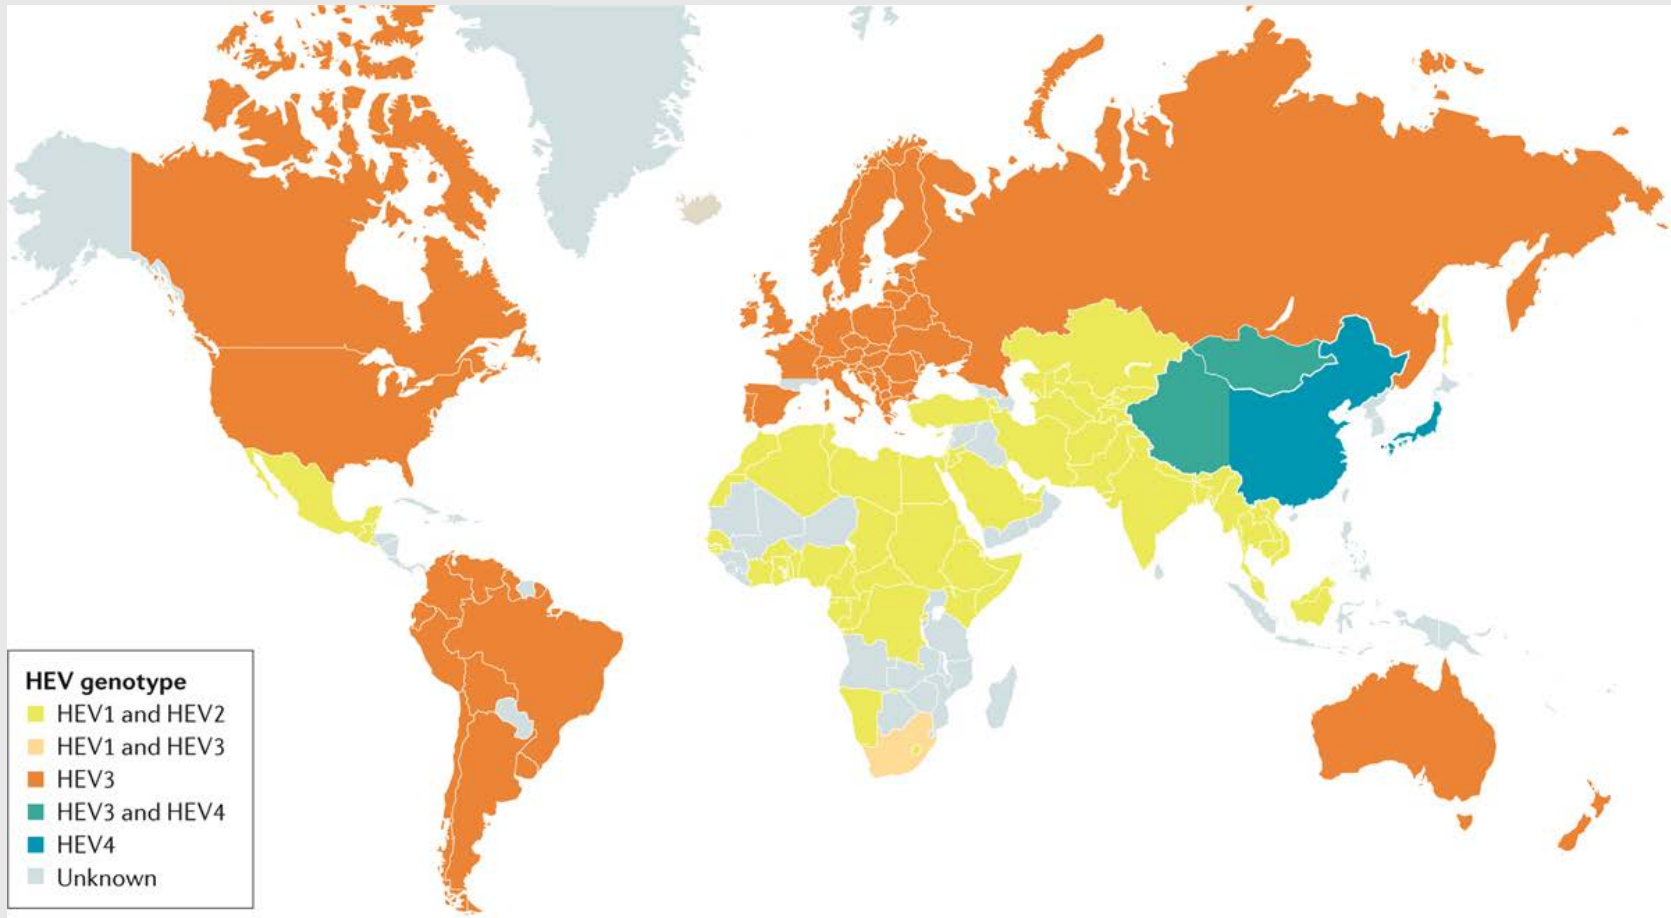 HEV genotype
HEV1 and HEV2
HEV1 and HEV3
HEV3
HEV3 and HEV4
HEV4
Unknown